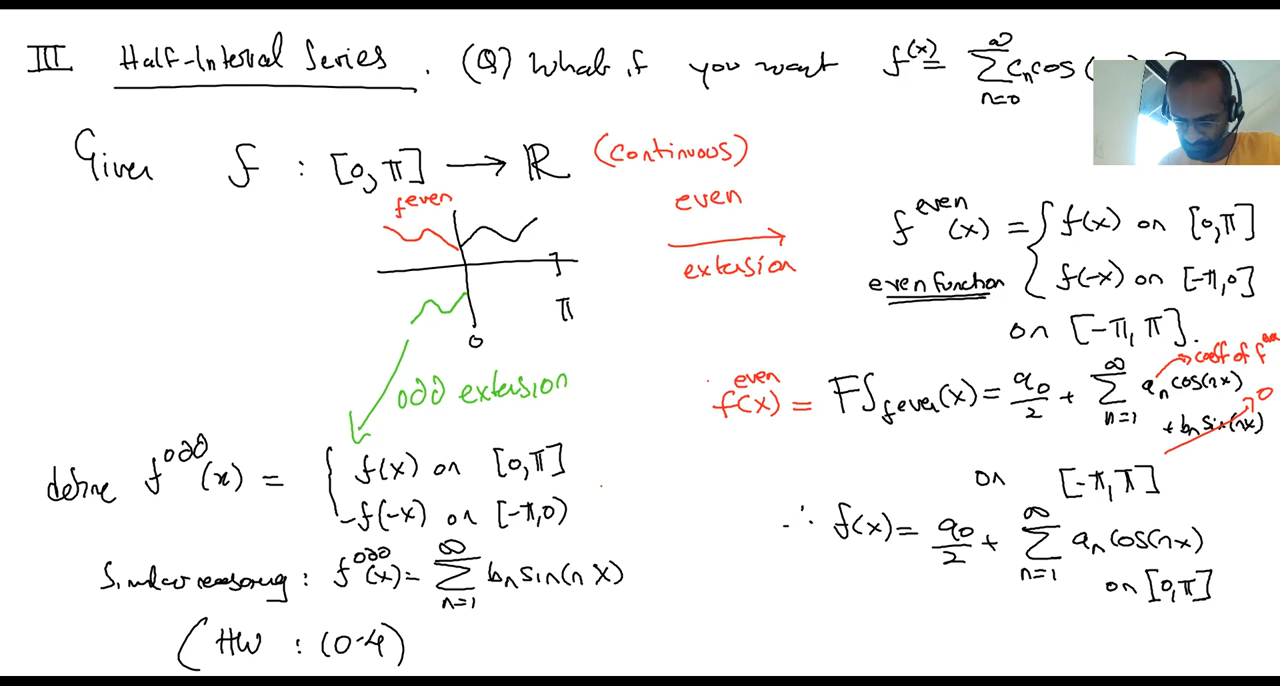 III Half-Interval Series. (Q) What if you want f(x) = ∑_{n=0}^{∞} c_n cos(
Given f : [0, π] → ℝ (continuous)
f^{even}
even
extension
π
0
odd extension
f^{even}(x) = { f(x) on [0, π]
f(-x) on [-π, 0]
even function
on [-π, π].
→ coeff of f
f^{even}(x) = FS_{f^{even}}(x) = a_0/2 + ∑_{n=1}^{∞} a_n cos(nx)
+ b_n sin(nx) → 0
on [-π, π]
∴ f(x) = a_0/2 + ∑_{n=1}^{∞} a_n cos(nx)
on [0, π]
define f^{odd}(x) = { f(x) on [0, π]
-f(-x) on [-π, 0)
Similar reasoning : f^{odd}(x) = ∑_{n=1}^{∞} b_n sin(nx)
(HW : (0.4)